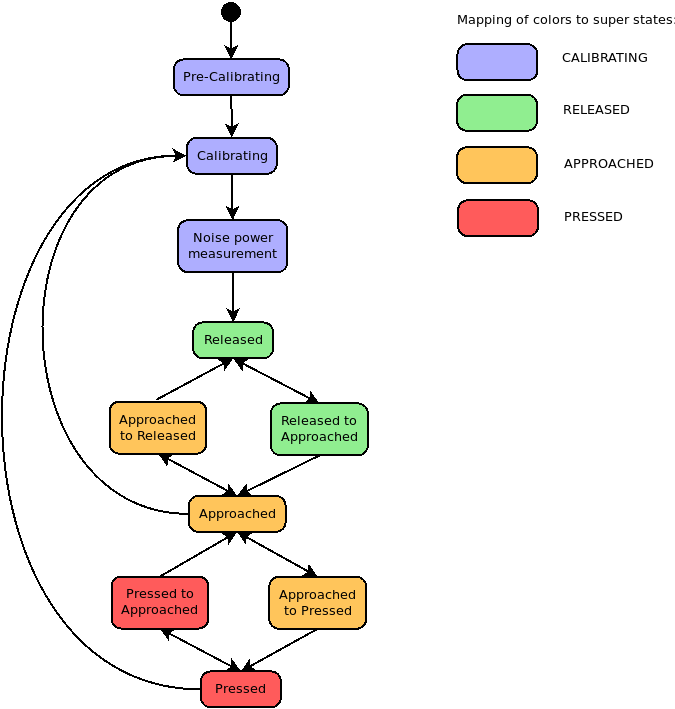 Mapping of colors to super states:
CALIBRATING
RELEASED
APPROACHED
PRESSED
Pre-Calibrating
Calibrating
Noise power
measurement
Released
Approached
to Released
Released to
Approached
Approached
Pressed to
Approached
Approached
to Pressed
Pressed